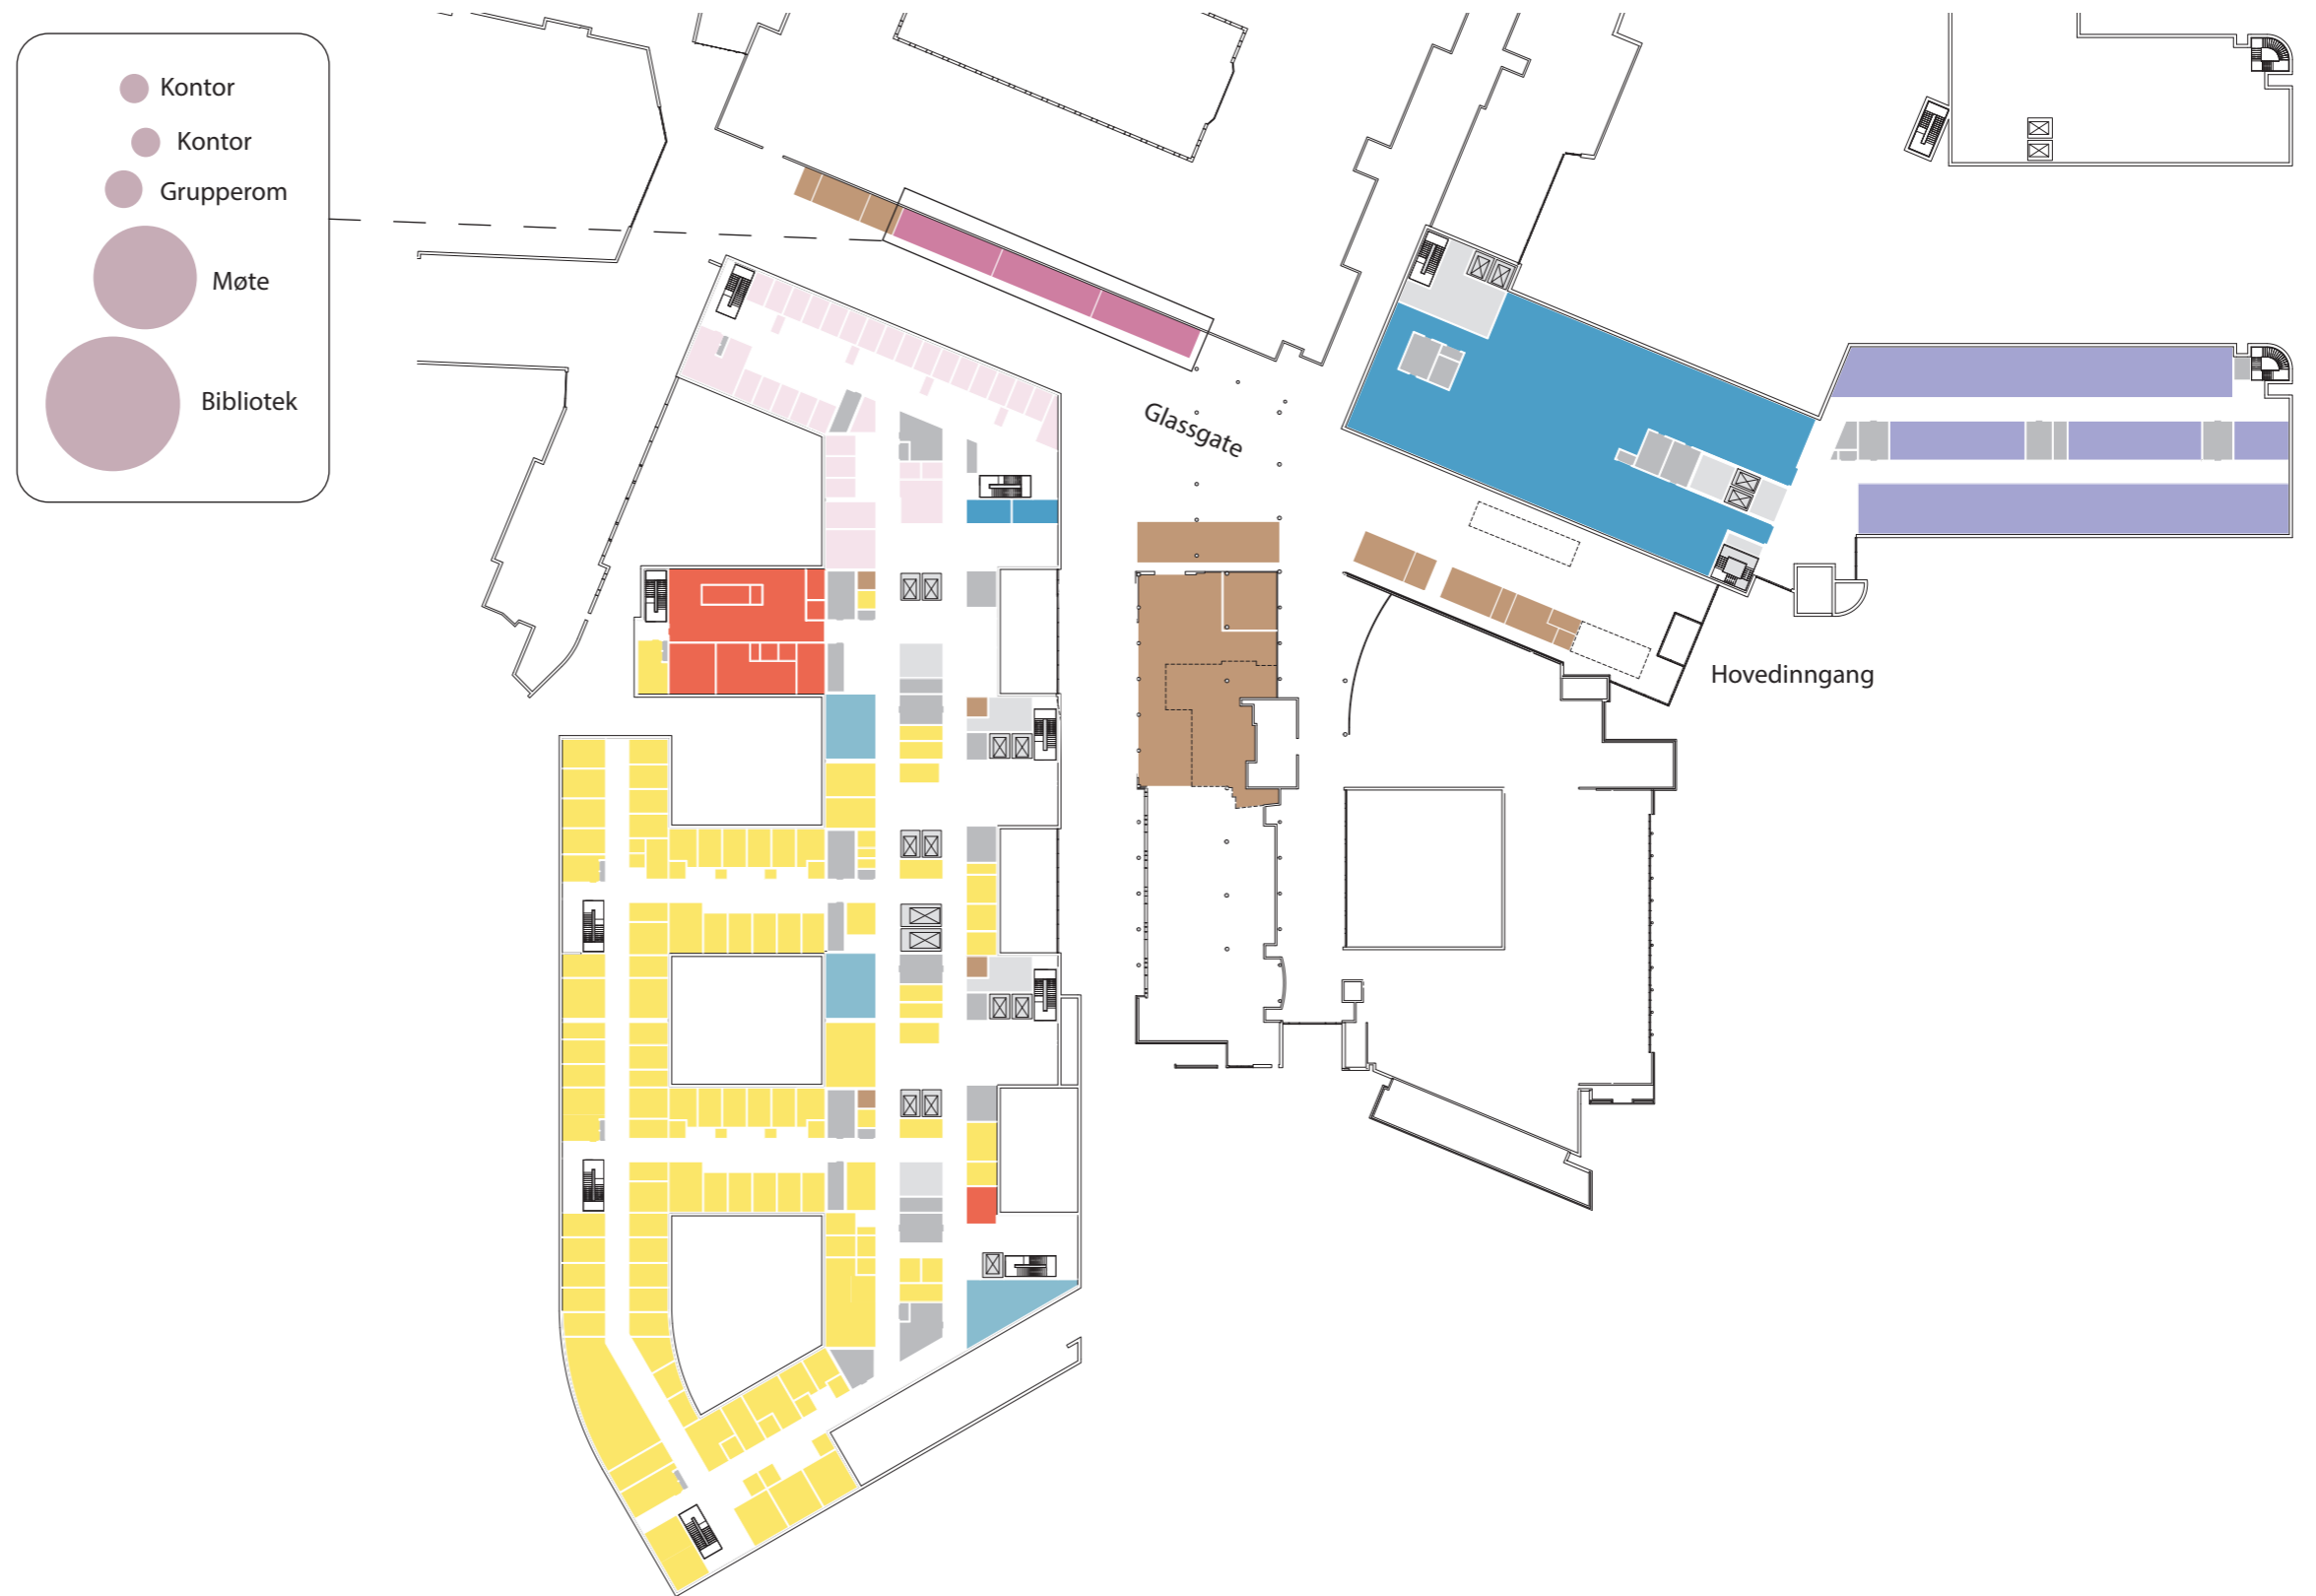 Kontor
Kontor
Grupperom
Møte
Bibliotek
Glassgate
Hovedinngang